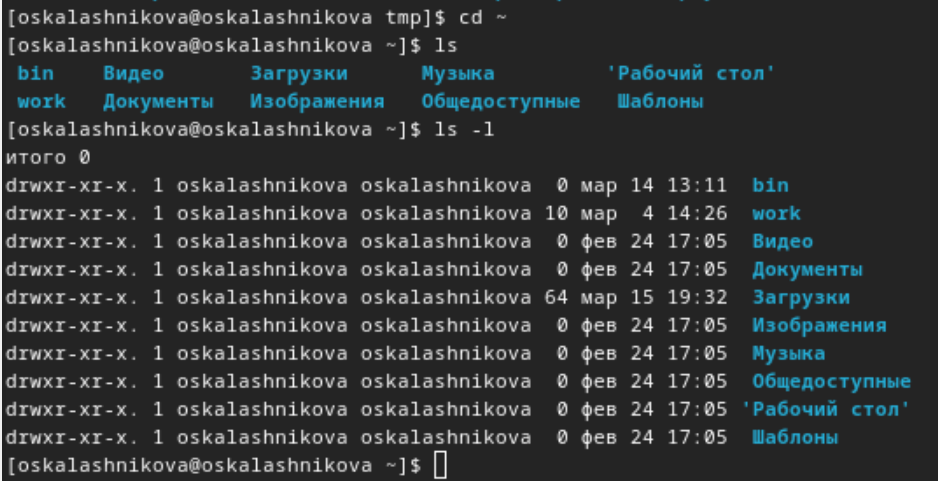 [oskalashnikova@oskalashnikova tmp]$ cd ~
[oskalashnikova@oskalashnikova ~]$ ls
bin Видео Загрузки Музыка 'Рабочий стол'
work Документы Изображения Общедоступные Шаблоны
[oskalashnikova@oskalashnikova ~]$ ls -l
итого 0
drwxr-xr-x. 1 oskalashnikova oskalashnikova 0 мар 14 13:11 bin
drwxr-xr-x. 1 oskalashnikova oskalashnikova 10 мар 4 14:26 work
drwxr-xr-x. 1 oskalashnikova oskalashnikova 0 фев 24 17:05 Видео
drwxr-xr-x. 1 oskalashnikova oskalashnikova 0 фев 24 17:05 Документы
drwxr-xr-x. 1 oskalashnikova oskalashnikova 64 мар 15 19:32 Загрузки
drwxr-xr-x. 1 oskalashnikova oskalashnikova 0 фев 24 17:05 Изображения
drwxr-xr-x. 1 oskalashnikova oskalashnikova 0 фев 24 17:05 Музыка
drwxr-xr-x. 1 oskalashnikova oskalashnikova 0 фев 24 17:05 Общедоступные
drwxr-xr-x. 1 oskalashnikova oskalashnikova 0 фев 24 17:05 'Рабочий стол'
drwxr-xr-x. 1 oskalashnikova oskalashnikova 0 фев 24 17:05 Шаблоны
[oskalashnikova@oskalashnikova ~]$